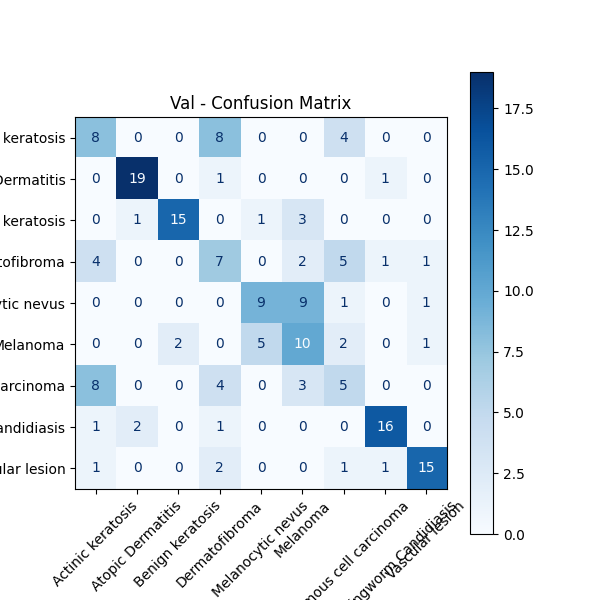 Val - Confusion Matrix
keratosis 8 0 0 8 0 0 4 0 0
Dermatitis 0 19 0 1 0 0 0 1 0
keratosis 0 1 15 0 1 3 0 0 0
tofibroma 4 0 0 7 0 2 5 1 1
ytic nevus 0 0 0 0 9 9 1 0 1
Melanoma 0 0 2 0 5 10 2 0 1
arcinoma 8 0 0 4 0 3 5 0 0
andidiasis 1 2 0 1 0 0 0 16 0
ular lesion 1 0 0 2 0 0 1 1 15
Actinic keratosis
Atopic Dermatitis
Benign keratosis
Dermatofibroma
Melanocytic nevus
Melanoma
mous cell carcinoma
ngworm Candidiasis
Vascular lesion
17.5
15.0
12.5
10.0
7.5
5.0
2.5
0.0